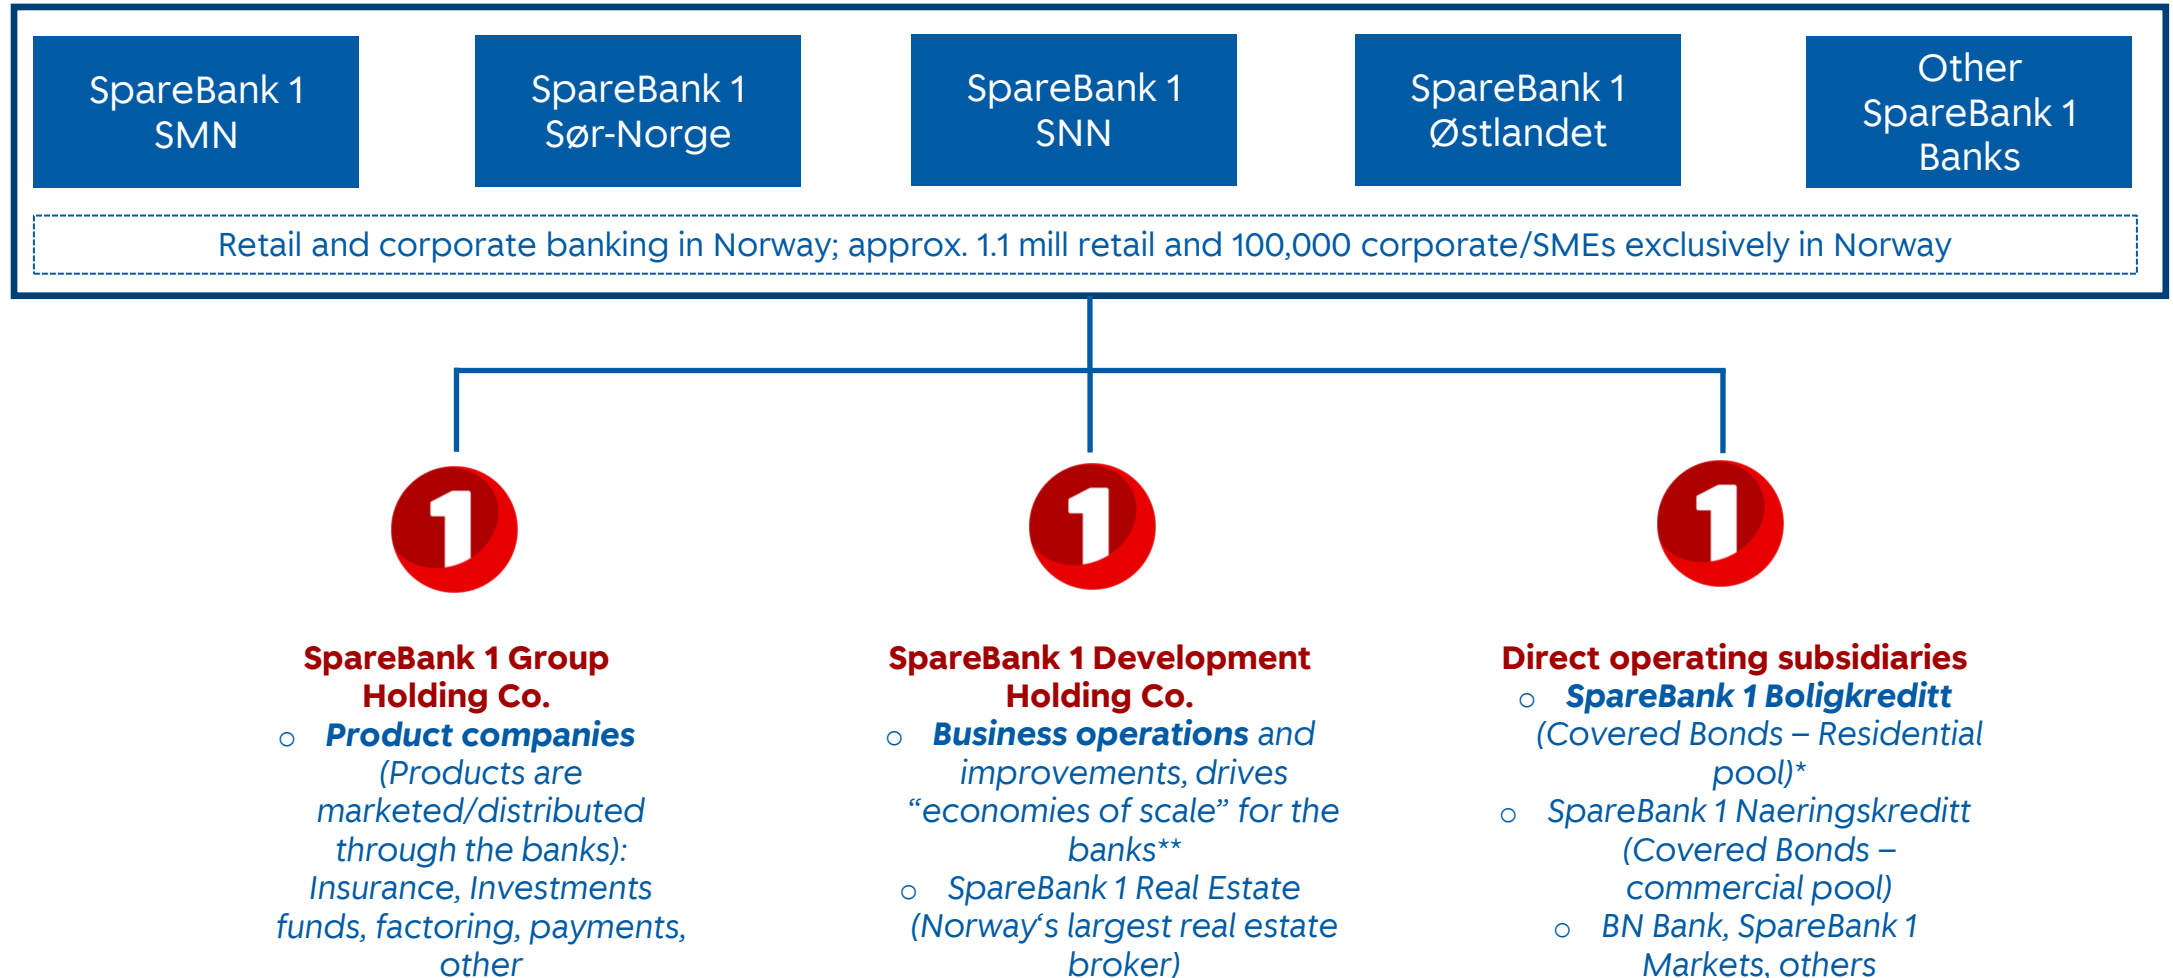 SpareBank 1
SMN
SpareBank 1
Sør-Norge
SpareBank 1
SNN
SpareBank 1
Østlandet
Other
SpareBank 1
Banks
Retail and corporate banking in Norway; approx. 1.1 mill retail and 100,000 corporate/SMEs exclusively in Norway
1
1
1
SpareBank 1 Group
Holding Co.
○ Product companies
(Products are
marketed/distributed
through the banks):
Insurance, Investments
funds, factoring, payments,
other
SpareBank 1 Development
Holding Co.
○ Business operations and
improvements, drives
“economies of scale” for the
banks**
○ SpareBank 1 Real Estate
(Norway‘s largest real estate
broker)
Direct operating subsidiaries
○ SpareBank 1 Boligkreditt
(Covered Bonds – Residential
pool)*
○ SpareBank 1 Naeringskreditt
(Covered Bonds –
commercial pool)
○ BN Bank, SpareBank 1
Markets, others